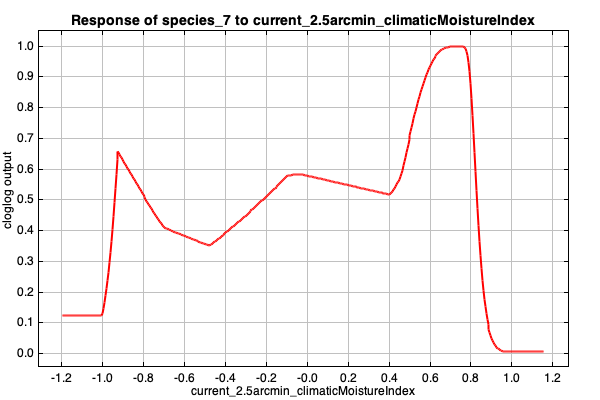 Response of species_7 to current_2.5arcmin_climaticMoistureIndex
cloglog output
1.0
0.9
0.8
0.7
0.6
0.5
0.4
0.3
0.2
0.1
0.0
-1.2 -1.0 -0.8 -0.6 -0.4 -0.2 -0.0 0.2 0.4 0.6 0.8 1.0 1.2
current_2.5arcmin_climaticMoistureIndex